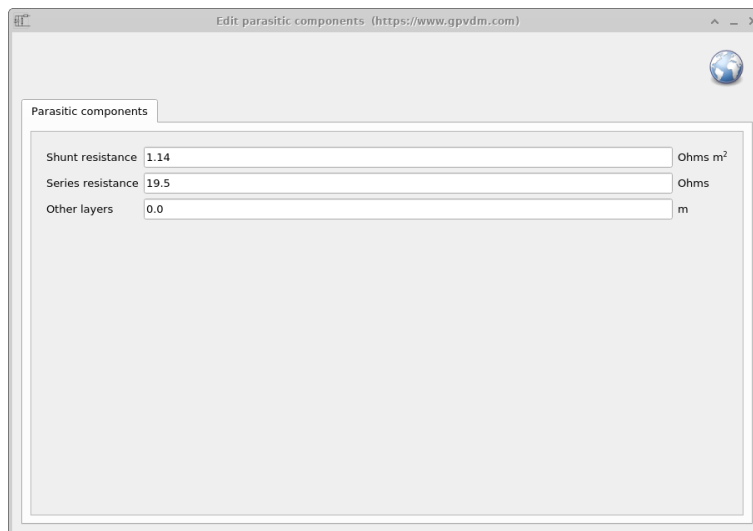 Edit parasitic components (https://www.gpvdm.com)
Parasitic components
Shunt resistance 1.14 Ohms m²
Series resistance 19.5 Ohms
Other layers 0.0 m